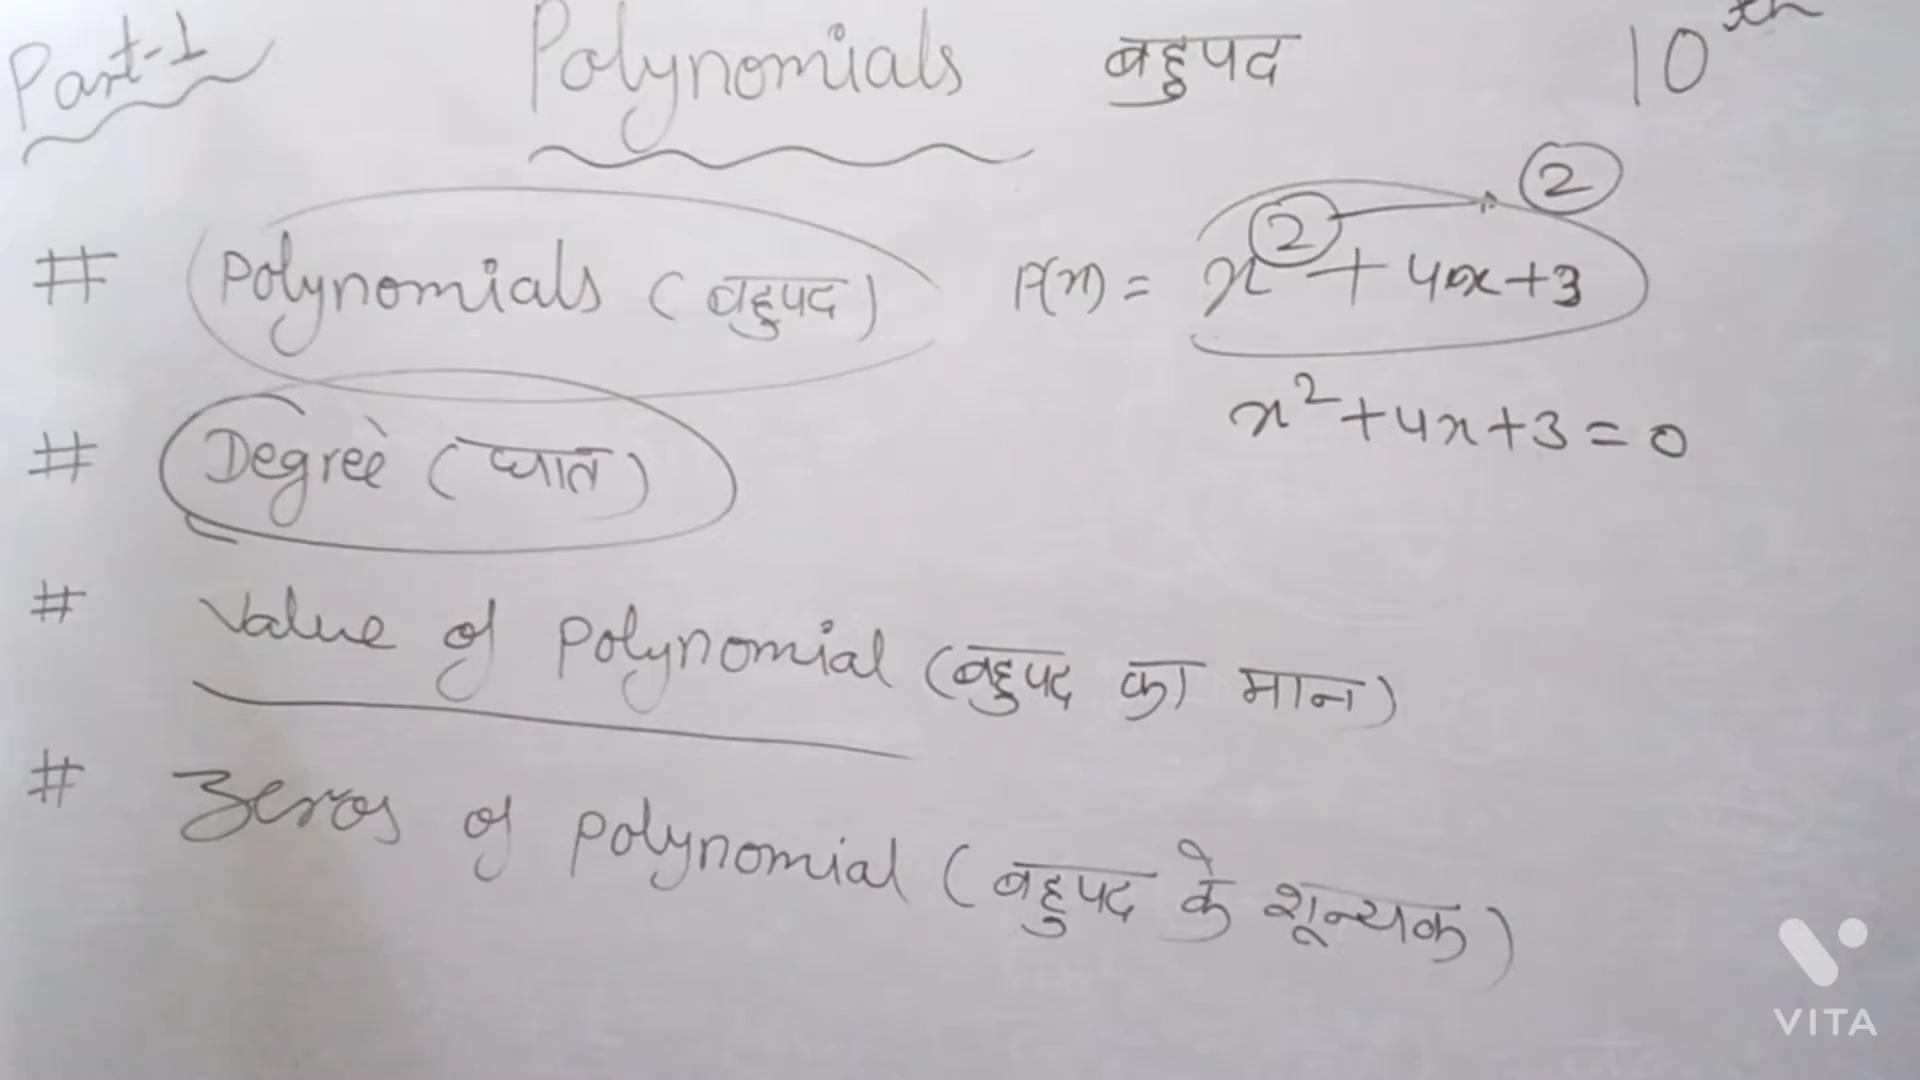 Part-1 Polynomials बहुपद 10th
# Polynomials (बहुपद) P(x) = x² + 4x+3 2
x²+4x+3=0
# Degree (घात)
# Value of polynomial (बहुपद का मान)
# Zeros of polynomial (बहुपद के शून्यक)
VITA